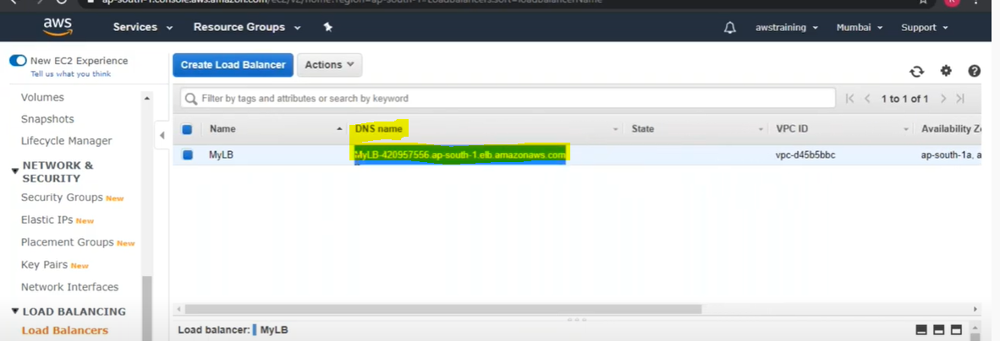 ap-south-1.console.aws.amazon.com/ec2/v2/home?region=ap-south-1#LoadBalancers:sort=loadBalancerName
aws Services Resource Groups awstraining Mumbai Support
New EC2 Experience
Tell us what you think
Create Load Balancer Actions
Filter by tags and attributes or search by keyword 1 to 1 of 1
Name DNS name State VPC ID Availability Z
MyLB MyLB-420957556.ap-south-1.elb.amazonaws.com vpc-d45b5bbc ap-south-1a, a
Volumes
Snapshots
Lifecycle Manager
NETWORK &
SECURITY
Security Groups New
Elastic IPs New
Placement Groups New
Key Pairs New
Network Interfaces
LOAD BALANCING
Load Balancers
Load balancer: MyLB